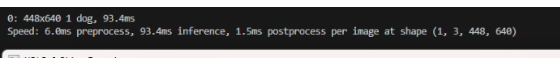 0: 448x640 1 dog, 93.4ms
Speed: 6.0ms preprocess, 93.4ms inference, 1.5ms postprocess per image at shape (1, 3, 448, 640)